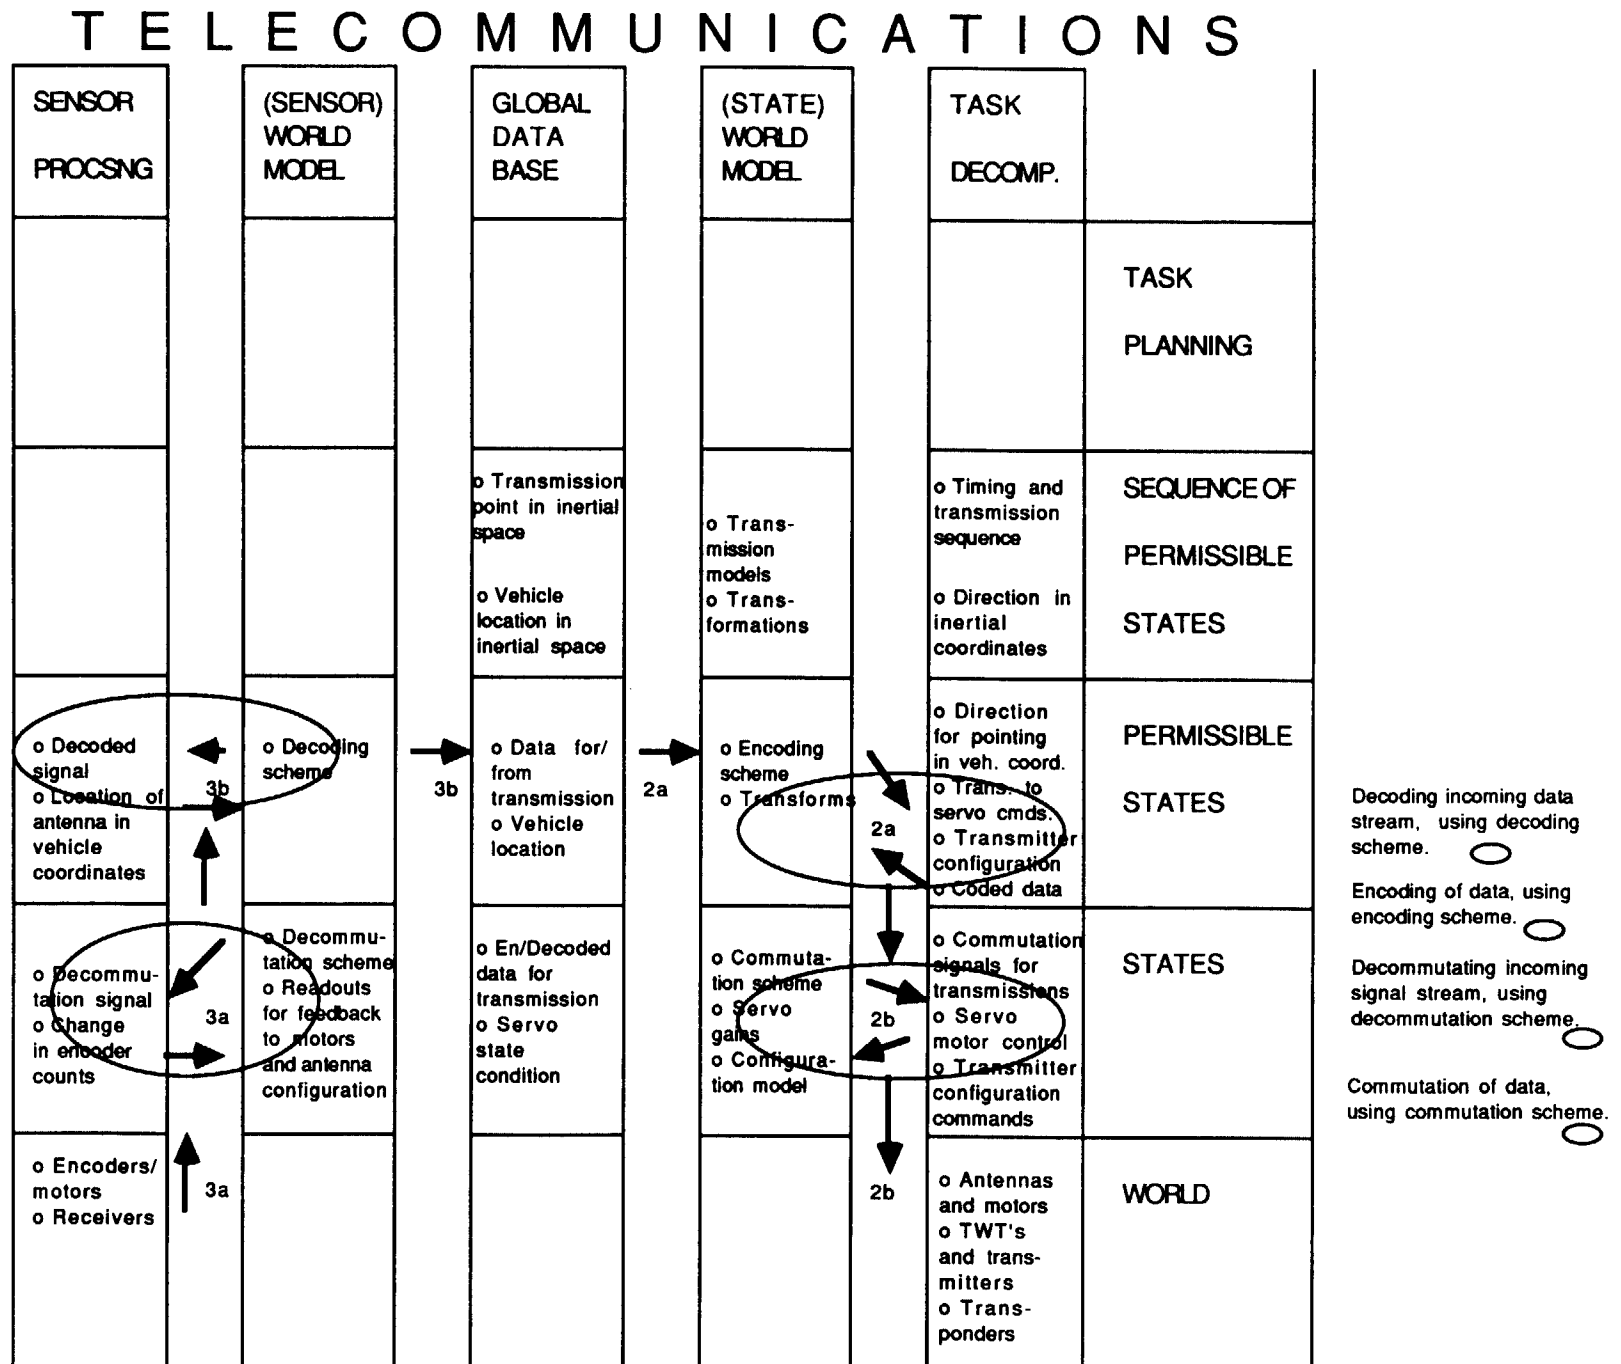 TELECOMMUNICATIONS
SENSOR
PROCSNG
(SENSOR)
WORLD
MODEL
GLOBAL
DATA
BASE
(STATE)
WORLD
MODEL
TASK
DECOMP.
TASK
PLANNING
o Transmission
point in inertial
space
o Vehicle
location in
inertial space
o Trans-
mission
models
o Trans-
formations
o Timing and
transmission
sequence
o Direction in
inertial
coordinates
SEQUENCE OF
PERMISSIBLE
STATES
o Decoded
signal
o Location of
antenna in
vehicle
coordinates
3b
o Decoding
scheme
3b
o Data for/
from
transmission
o Vehicle
location
2a
o Encoding
scheme
o Transforms
2a
o Direction
for pointing
in veh. coord.
o Trans. to
servo cmds.
o Transmitter
configuration
o Coded data
PERMISSIBLE
STATES
o Decommu-
tation signal
o Change
in encoder
counts
3a
o Decommu-
tation scheme
o Readouts
for feedback
to motors
and antenna
configuration
o En/Decoded
data for
transmission
o Servo
state
condition
o Commuta-
tion scheme
o Servo
gains
o Configura-
tion model
2b
o Commutation
signals for
transmissions
o Servo
motor control
o Transmitter
configuration
commands
STATES
o Encoders/
motors
o Receivers
3a
2b
o Antennas
and motors
o TWT's
and trans-
mitters
o Trans-
ponders
WORLD
Decoding incoming data
stream, using decoding
scheme.
Encoding of data, using
encoding scheme.
Decommutating incoming
signal stream, using
decommutation scheme.
Commutation of data,
using commutation scheme.